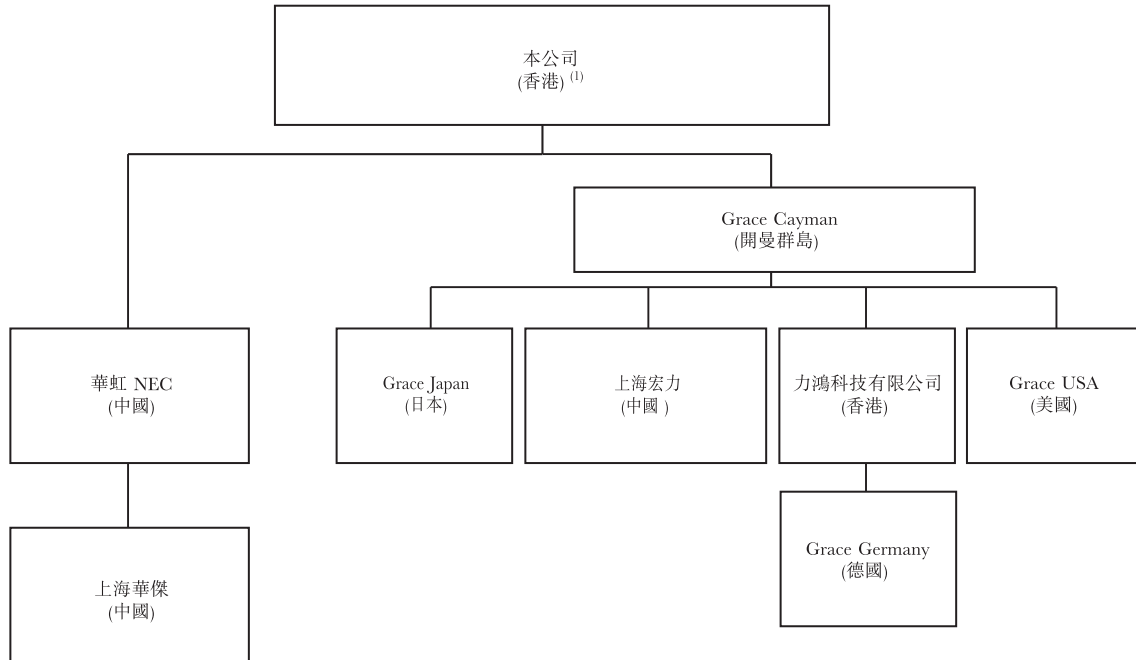 本公司
(香港) (1)
Grace Cayman
(開曼群島)
華虹 NEC
(中國)
Grace Japan
(日本)
上海宏力
(中國 )
力鴻科技有限公司
(香港)
Grace USA
(美國)
Grace Germany
(德國)
上海華傑
(中國)